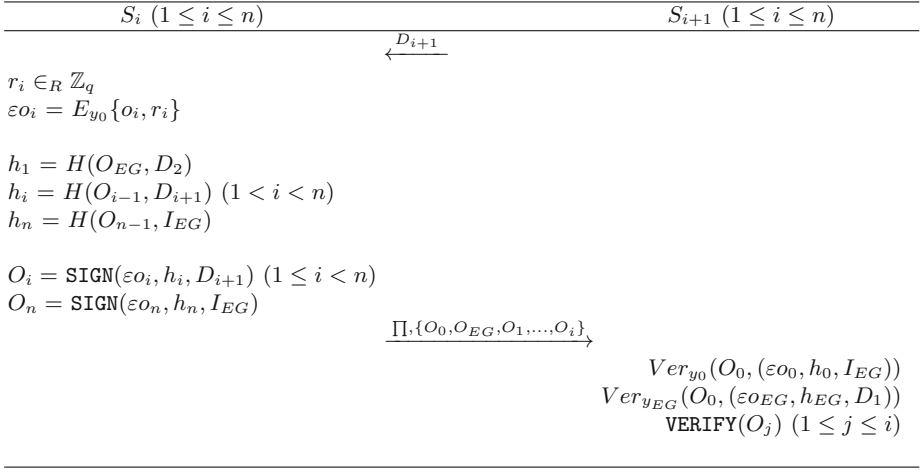 S_i (1 ≤ i ≤ n) S_{i+1} (1 ≤ i ≤ n)
D_{i+1}
r_i ∈_R ℤ_q
εo_i = E_{y_0}{o_i, r_i}
h_1 = H(O_{EG}, D_2)
h_i = H(O_{i−1}, D_{i+1}) (1 < i < n)
h_n = H(O_{n−1}, I_{EG})
O_i = SIGN(εo_i, h_i, D_{i+1}) (1 ≤ i < n)
O_n = SIGN(εo_n, h_n, I_{EG})
∏,{O_0,O_{EG},O_1,...,O_i}
Ver_{y_0}(O_0, (εo_0, h_0, I_{EG}))
Ver_{y_{EG}}(O_0, (εo_{EG}, h_{EG}, D_1))
VERIFY(O_j) (1 ≤ j ≤ i)